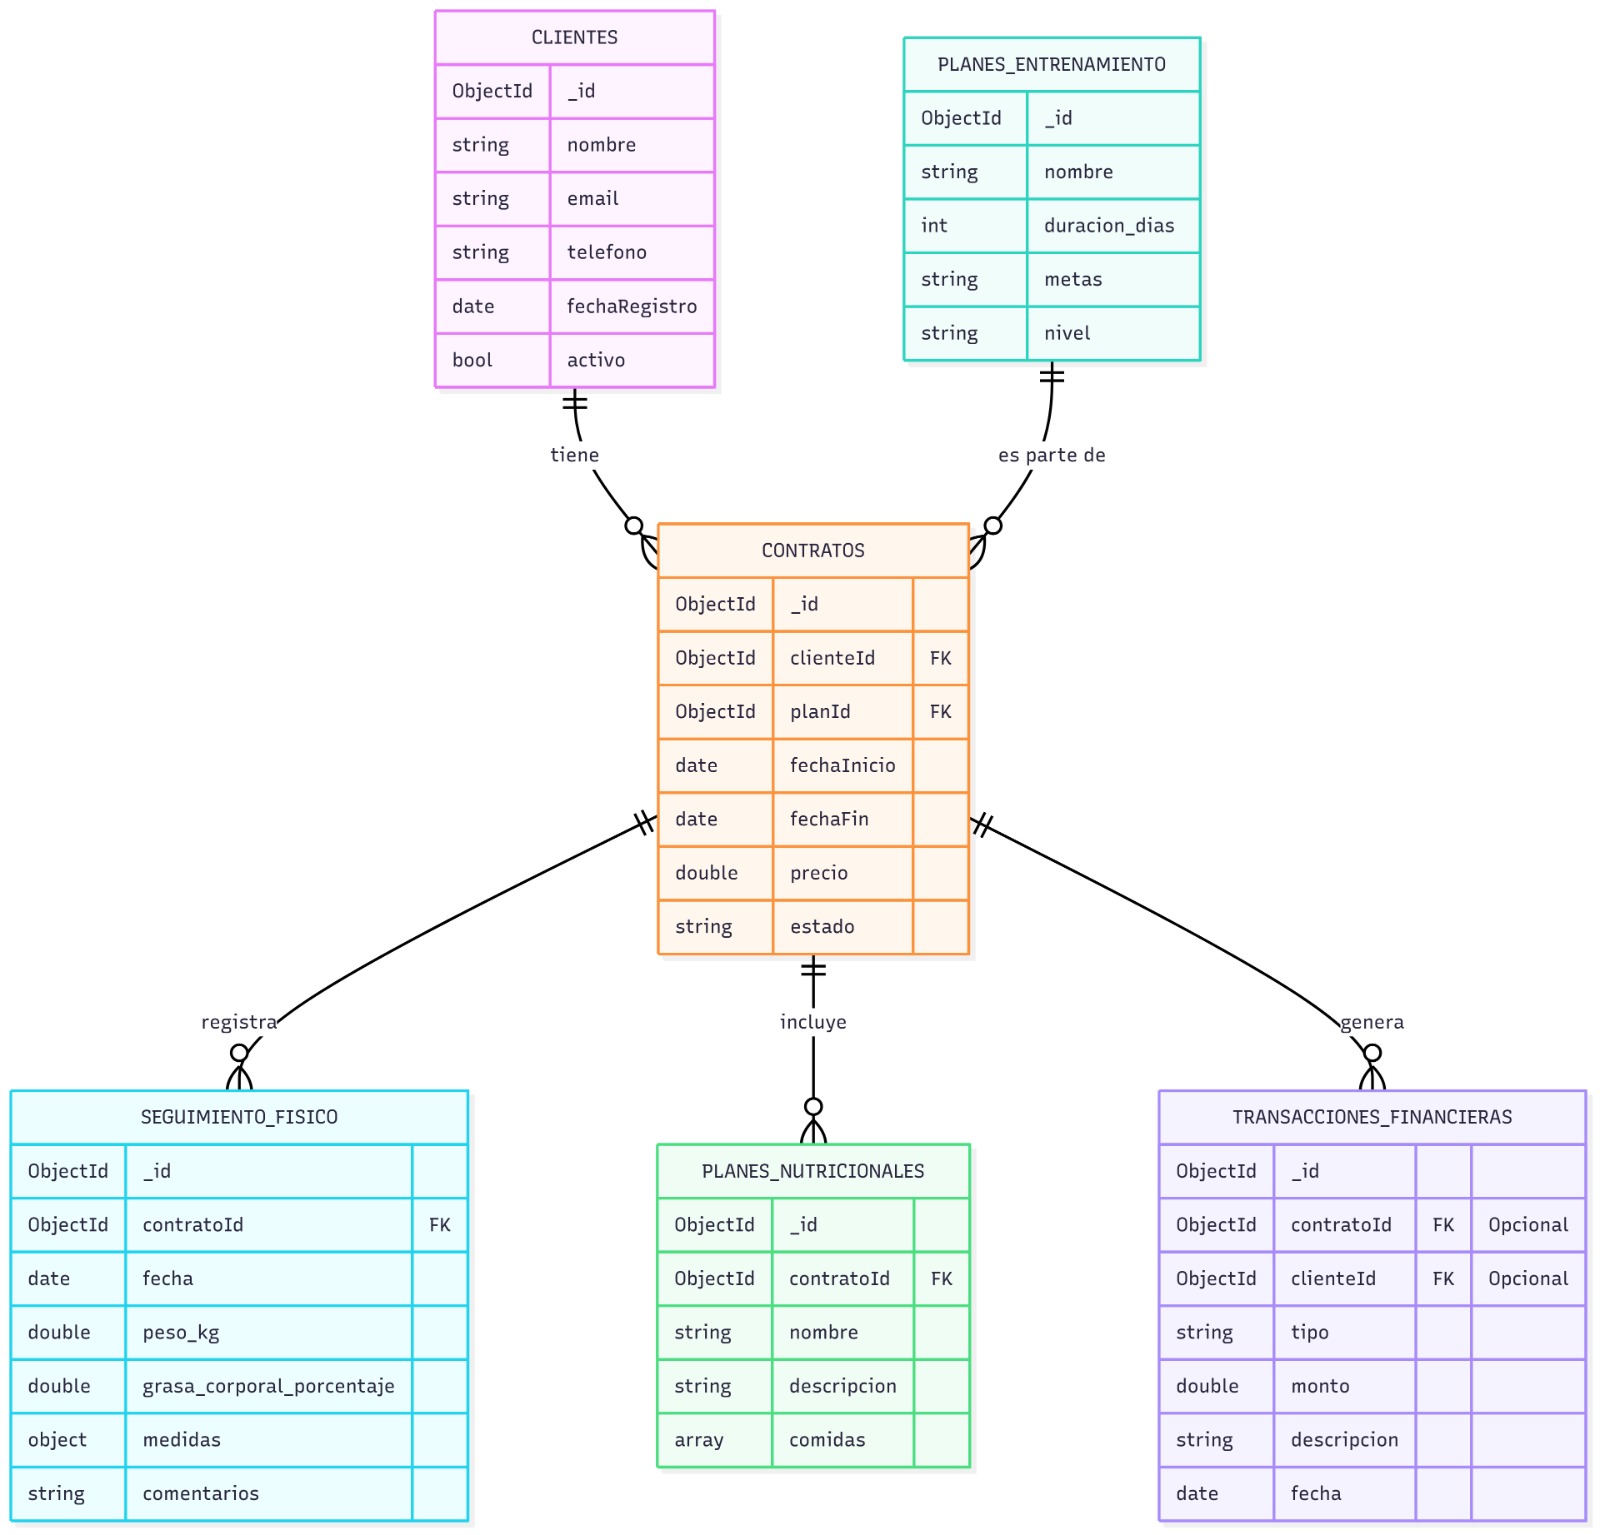 CLIENTES
ObjectId _id
string nombre
string email
string telefono
date fechaRegistro
bool activo
PLANES_ENTRENAMIENTO
ObjectId _id
string nombre
int duracion_dias
string metas
string nivel
tiene
es parte de
CONTRATOS
ObjectId _id
ObjectId clienteId FK
ObjectId planId FK
date fechaInicio
date fechaFin
double precio
string estado
registra
incluye
genera
SEGUIMIENTO_FISICO
ObjectId _id
ObjectId contratoId FK
date fecha
double peso_kg
double grasa_corporal_porcentaje
object medidas
string comentarios
PLANES_NUTRICIONALES
ObjectId _id
ObjectId contratoId FK
string nombre
string descripcion
array comidas
TRANSACCIONES_FINANCIERAS
ObjectId _id
ObjectId contratoId FK Opcional
ObjectId clienteId FK Opcional
string tipo
double monto
string descripcion
date fecha